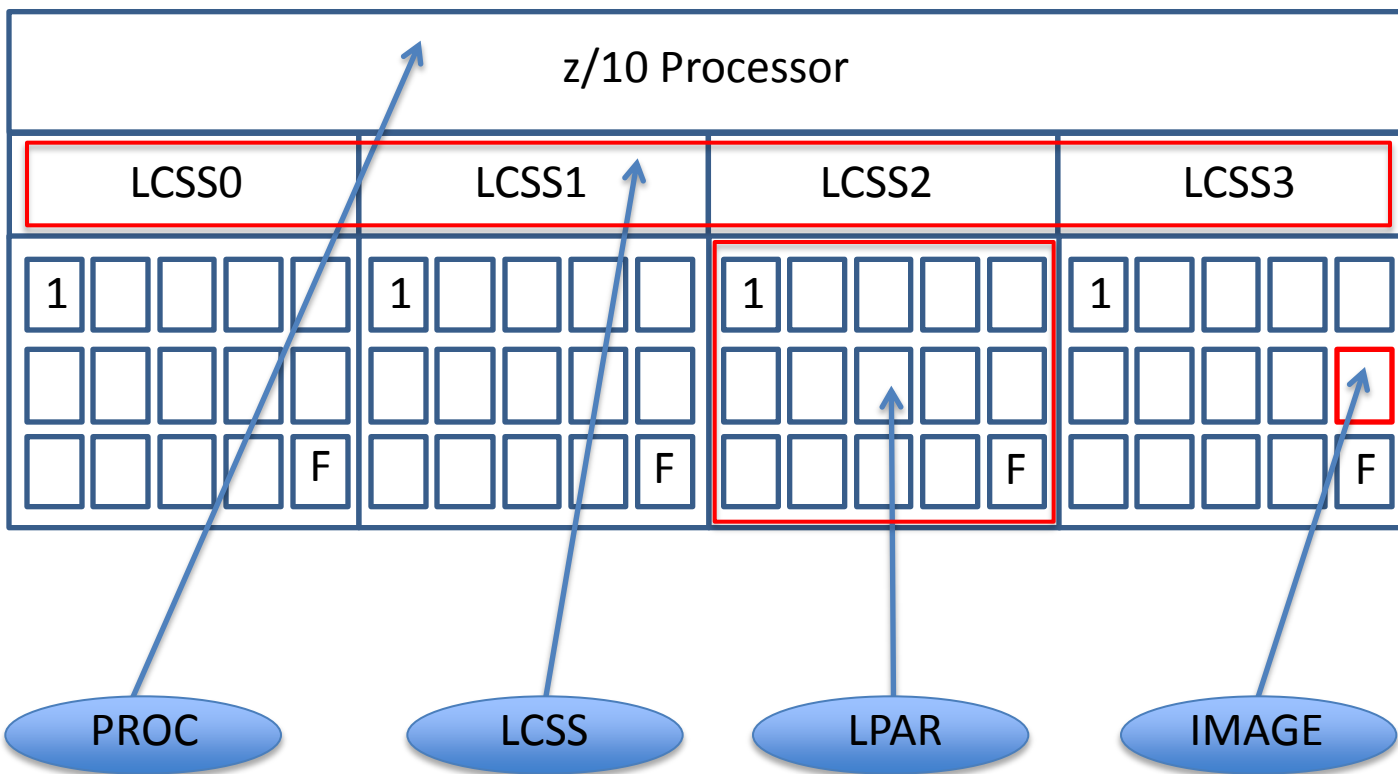 z/10 Processor
LCSS0 LCSS1 LCSS2 LCSS3
1 1 1 1
F F F F
PROC LCSS LPAR IMAGE